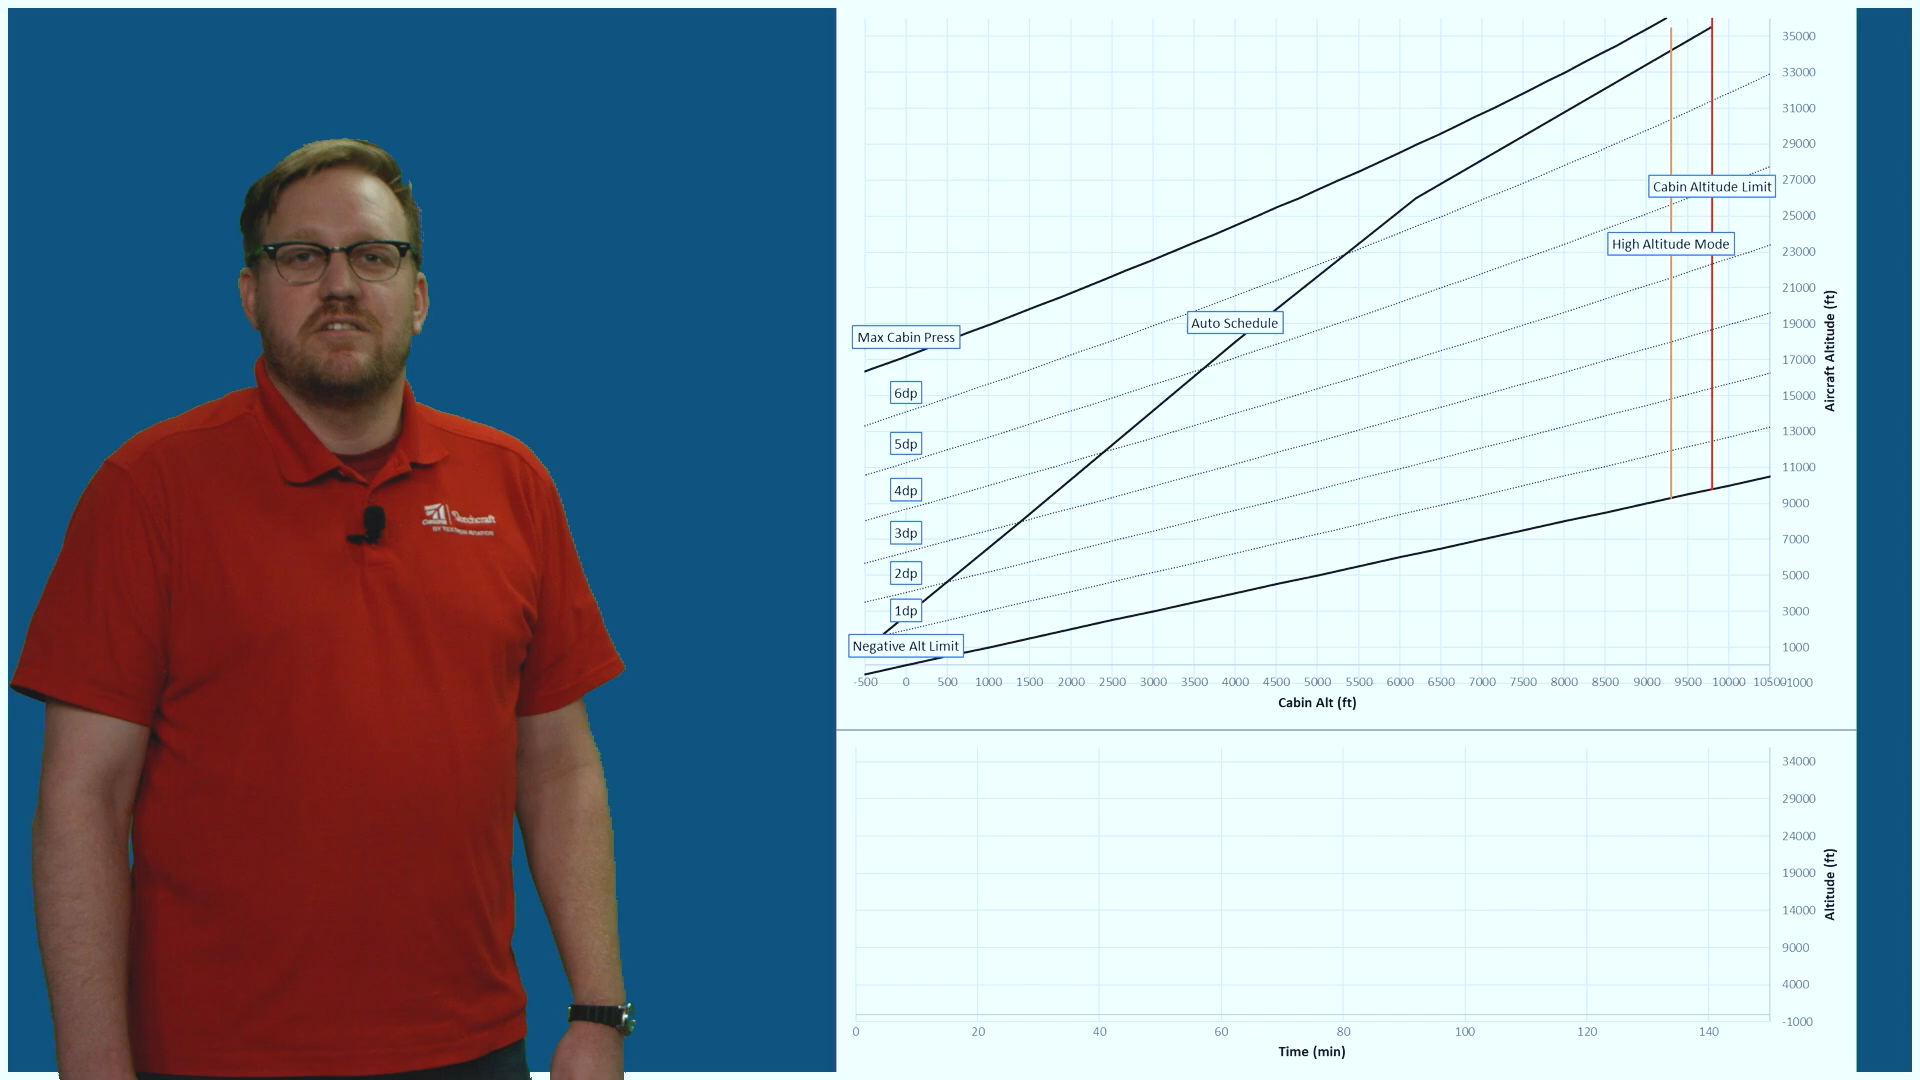 Beechcraft
BY TEXTRON AVIATION
35000
33000
31000
29000
27000
25000
23000
21000
19000
17000
15000
13000
11000
9000
7000
5000
3000
1000
-1000
Aircraft Altitude (ft)
Cabin Altitude Limit
High Altitude Mode
Auto Schedule
Max Cabin Press
6dp
5dp
4dp
3dp
2dp
1dp
Negative Alt Limit
-500 0 500 1000 1500 2000 2500 3000 3500 4000 4500 5000 5500 6000 6500 7000 7500 8000 8500 9000 9500 10000 10500
Cabin Alt (ft)
34000
29000
24000
19000
14000
9000
4000
-1000
Altitude (ft)
0 20 40 60 80 100 120 140
Time (min)